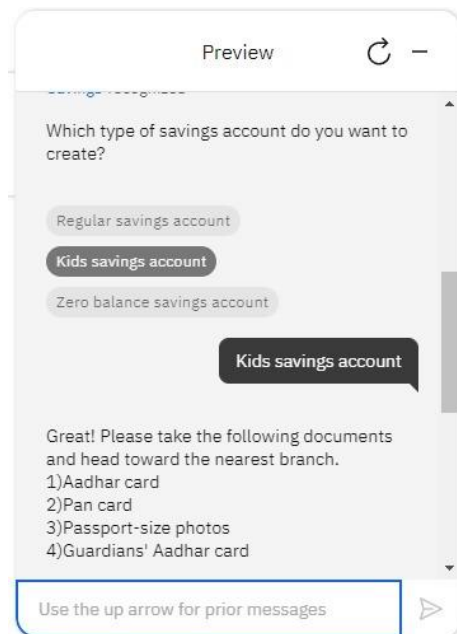 Preview
Which type of savings account do you want to
create?
Regular savings account
Kids savings account
Zero balance savings account
Kids savings account
Great! Please take the following documents
and head toward the nearest branch.
1)Aadhar card
2)Pan card
3)Passport-size photos
4)Guardians' Aadhar card
Use the up arrow for prior messages